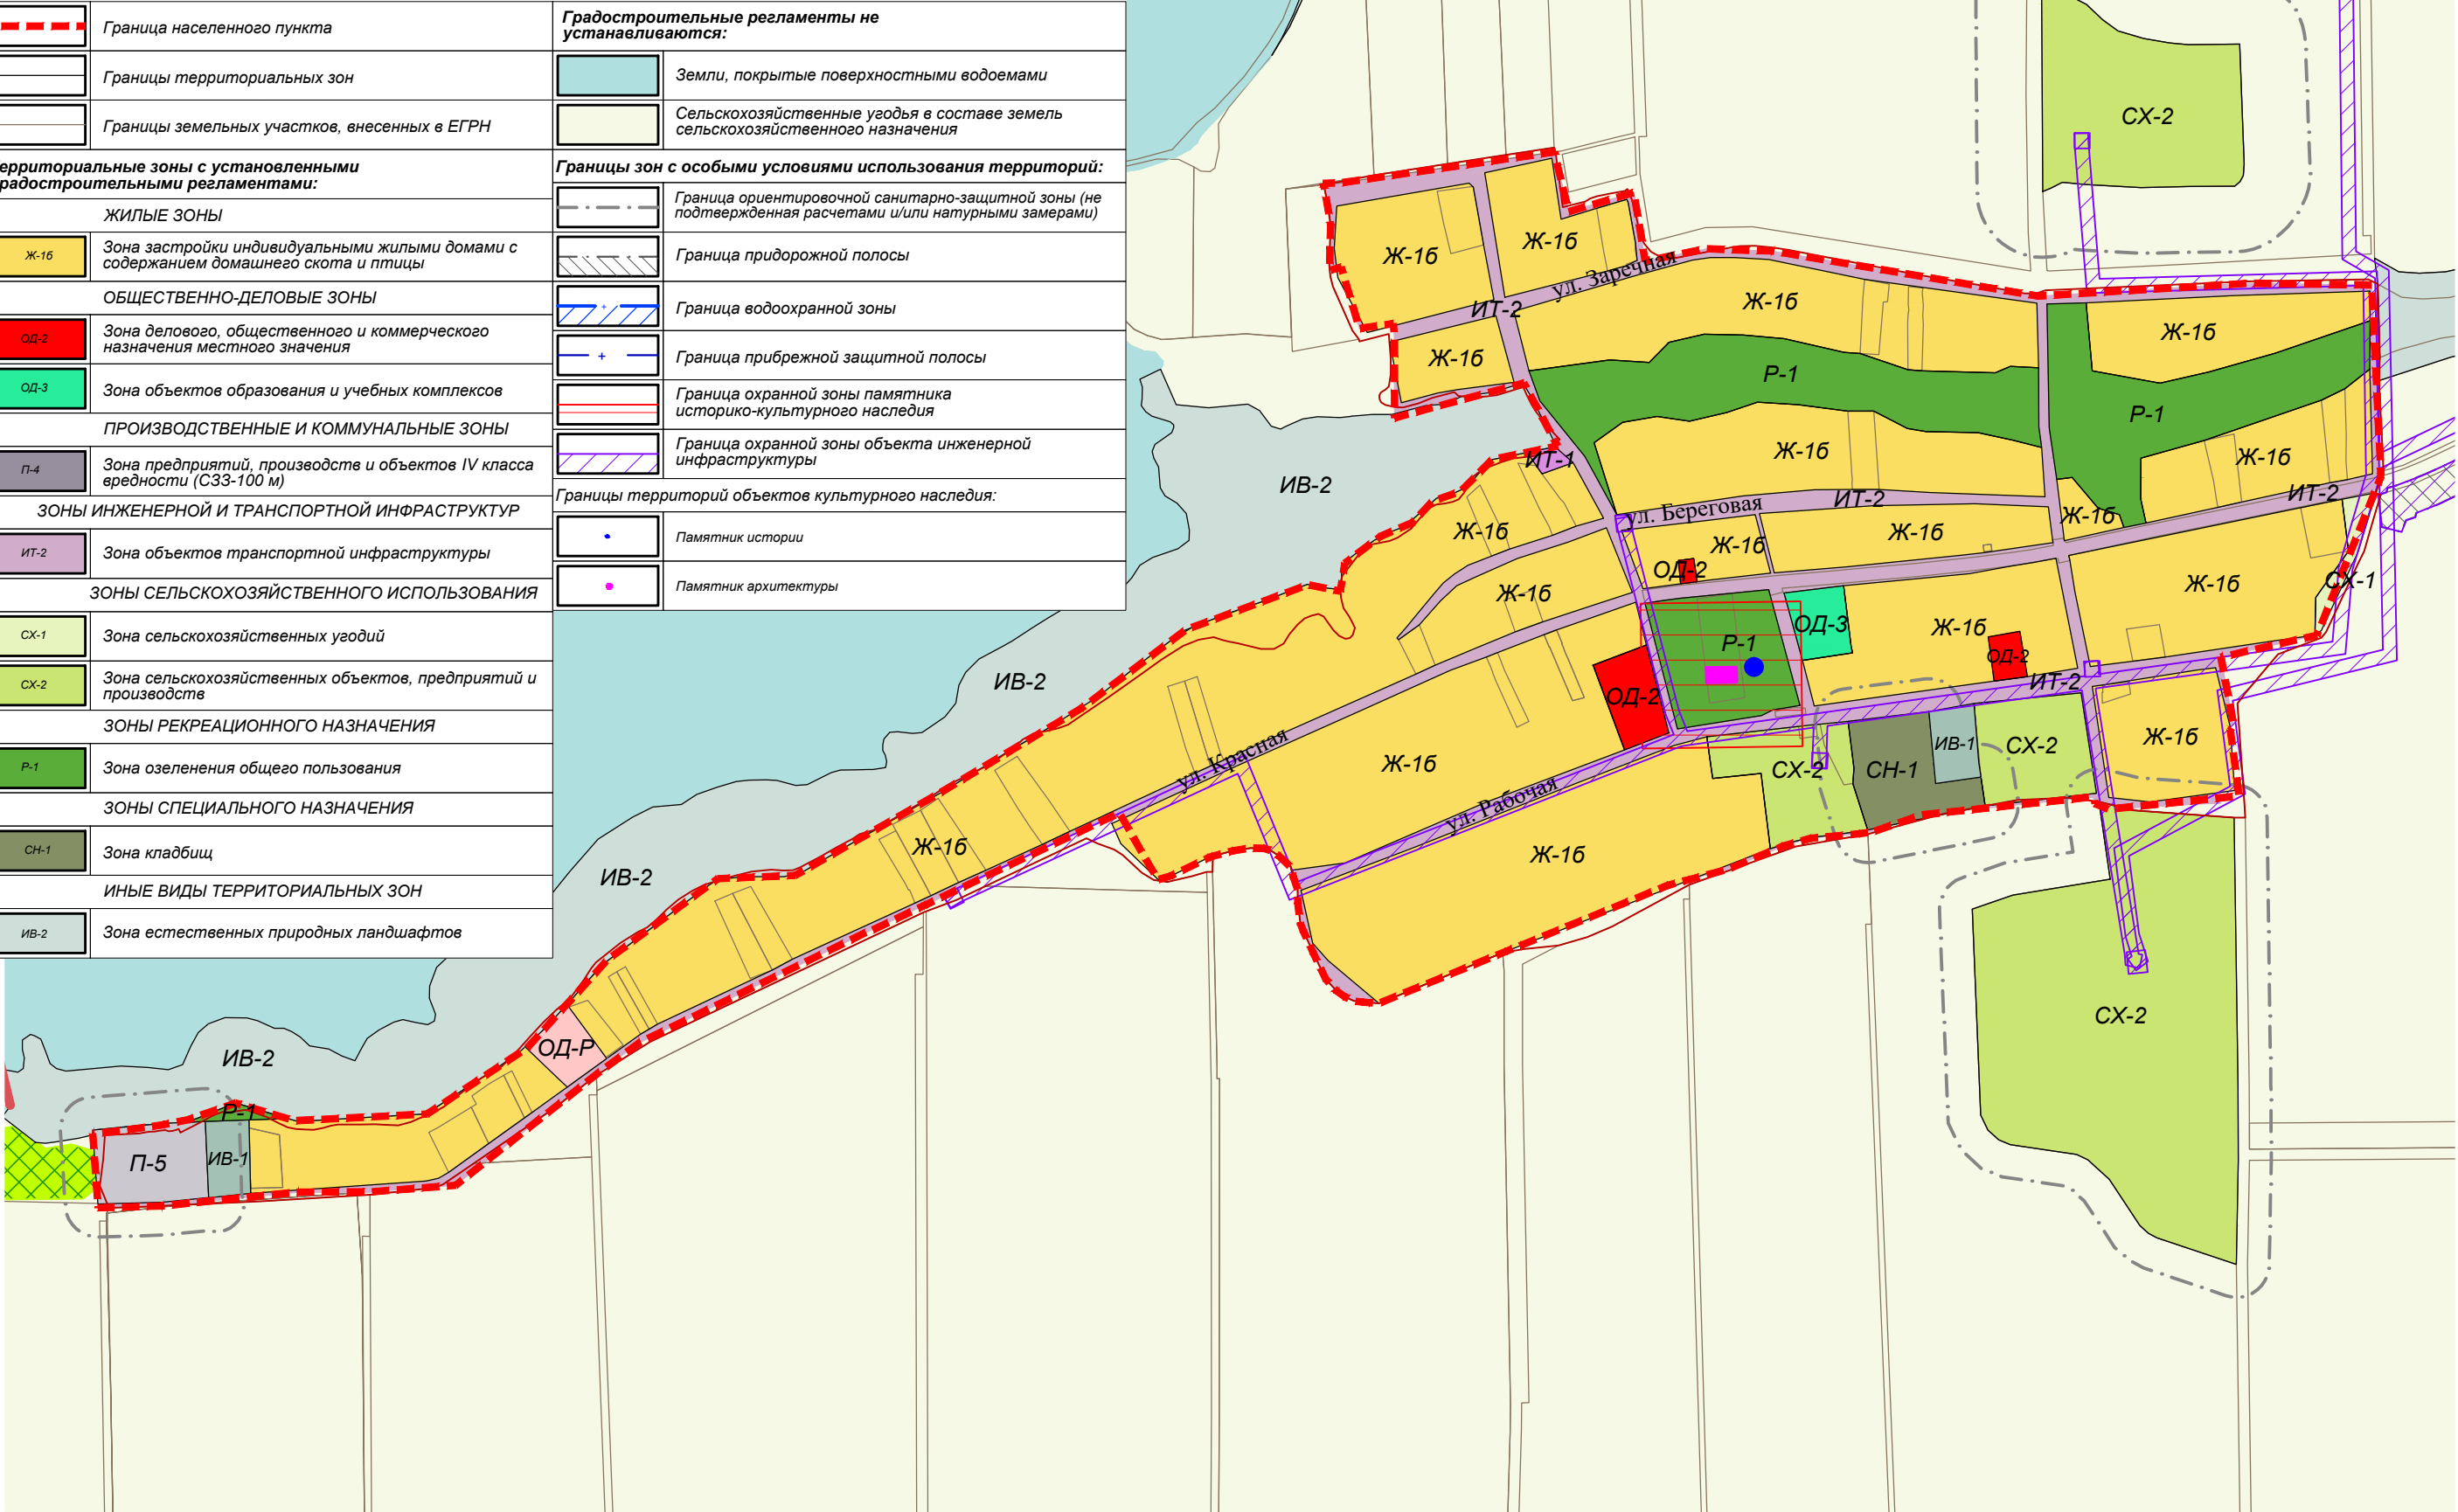 Граница населенного пункта
Границы территориальных зон
Границы земельных участков, внесенных в ЕГРН
ерриториальные зоны с установленными
радостроительными регламентами:
ЖИЛЫЕ ЗОНЫ
Ж-1б
Зона застройки индивидуальными жилыми домами с
содержанием домашнего скота и птицы
ОБЩЕСТВЕННО-ДЕЛОВЫЕ ЗОНЫ
ОД-2
Зона делового, общественного и коммерческого
назначения местного значения
ОД-3
Зона объектов образования и учебных комплексов
ПРОИЗВОДСТВЕННЫЕ И КОММУНАЛЬНЫЕ ЗОНЫ
П-4
Зона предприятий, производств и объектов IV класса
вредности (СЗЗ-100 м)
ЗОНЫ ИНЖЕНЕРНОЙ И ТРАНСПОРТНОЙ ИНФРАСТРУКТУР
ИТ-2
Зона объектов транспортной инфраструктуры
ЗОНЫ СЕЛЬСКОХОЗЯЙСТВЕННОГО ИСПОЛЬЗОВАНИЯ
СХ-1
Зона сельскохозяйственных угодий
СХ-2
Зона сельскохозяйственных объектов, предприятий и
производств
ЗОНЫ РЕКРЕАЦИОННОГО НАЗНАЧЕНИЯ
Р-1
Зона озеленения общего пользования
ЗОНЫ СПЕЦИАЛЬНОГО НАЗНАЧЕНИЯ
СН-1
Зона кладбищ
ИНЫЕ ВИДЫ ТЕРРИТОРИАЛЬНЫХ ЗОН
ИВ-2
Зона естественных природных ландшафтов
Градостроительные регламенты не
устанавливаются:
Земли, покрытые поверхностными водоемами
Сельскохозяйственные угодья в составе земель
сельскохозяйственного назначения
Границы зон с особыми условиями использования территорий:
Граница ориентировочной санитарно-защитной зоны (не
подтвержденная расчетами и/или натурными замерами)
Граница придорожной полосы
Граница водоохранной зоны
Граница прибрежной защитной полосы
Граница охранной зоны памятника
историко-культурного наследия
Граница охранной зоны объекта инженерной
инфраструктуры
Границы территорий объектов культурного наследия:
Памятник истории
Памятник архитектуры
СХ-2
Ж-1б
Ж-1б
ул. Заречная
ИТ-2
Ж-1б
Ж-1б
Ж-1б
Р-1
Р-1
ИТ-1
Ж-1б
Ж-1б
ИВ-2
ул. Береговая
ИТ-2
ИТ-2
Ж-1б
Ж-1б
Ж-1б
Ж-1б
ОД-2
Ж-1б
Ж-1б
СХ-1
ОД-3
Ж-1б
Р-1
ОД-2
ИВ-2
ОД-2
ИТ-2
ул. Красная
Ж-1б
СХ-2
СН-1
ИВ-1
СХ-2
Ж-1б
ул. Рабочая
Ж-1б
Ж-1б
ИВ-2
СХ-2
ОД-Р
ИВ-2
Р-1
П-5
ИВ-1